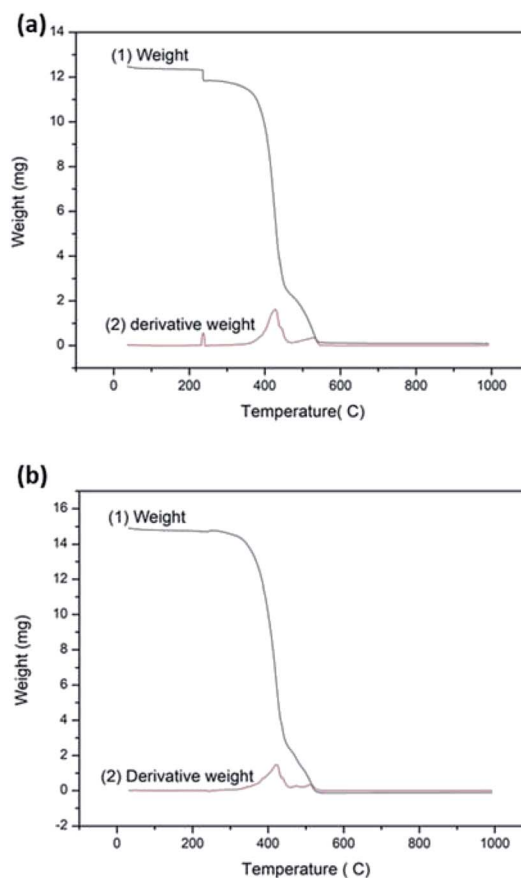 (a)
14
(1) Weight
12
10
8
6
4
2
0
Weight (mg)
(2) derivative weight
0 200 400 600 800 1000
Temperature( C)
(b)
16
(1) Weight
14
12
10
8
6
4
2
0
-2
Weight (mg)
(2) Derivative weight
0 200 400 600 800 1000
Temperature ( C)